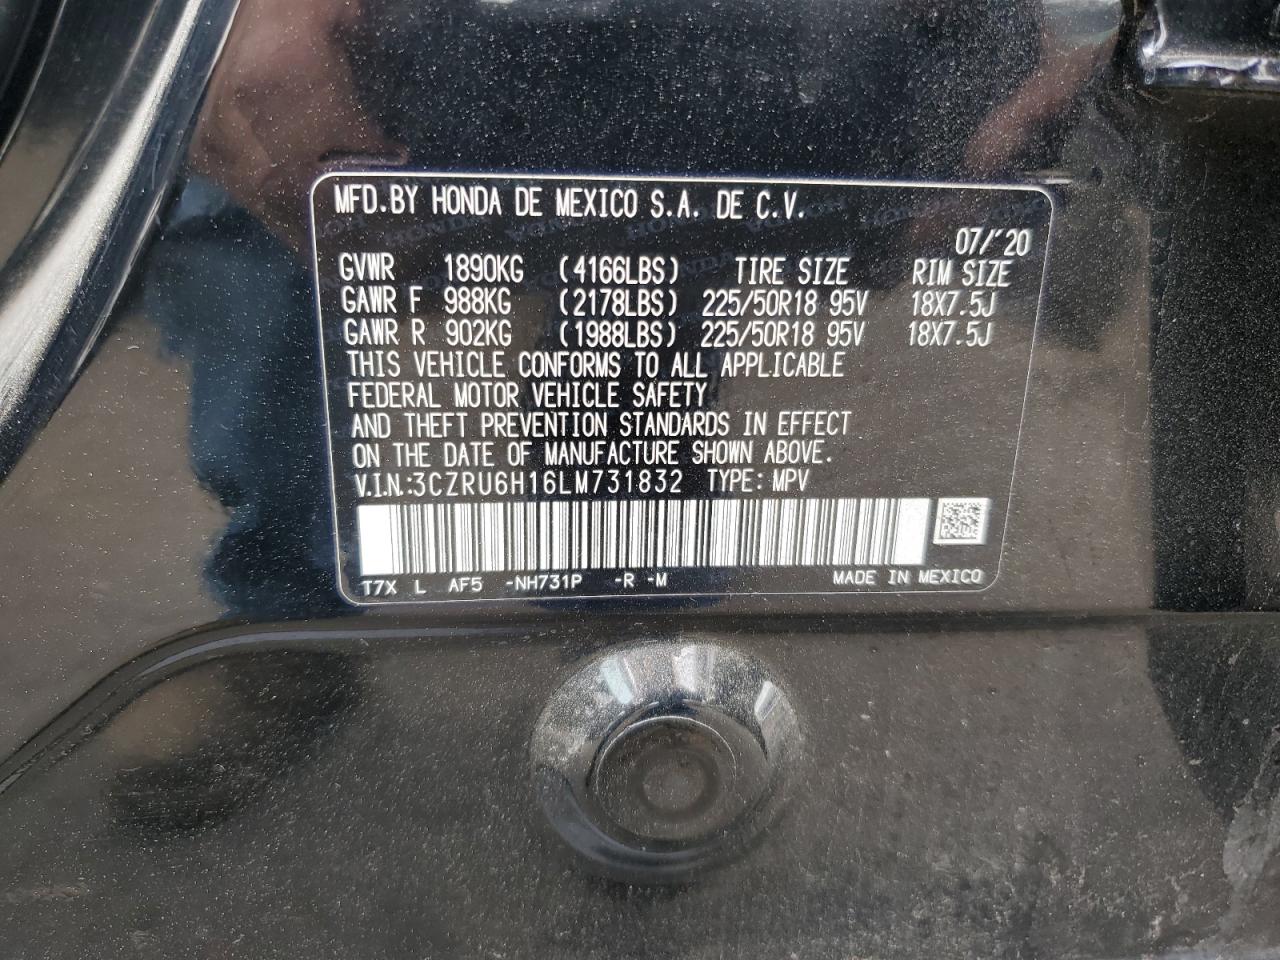 MFD.BY HONDA DE MEXICO S.A. DE C.V.
07/'20
GVWR 1890KG (4166LBS) TIRE SIZE RIM SIZE
GAWR F 988KG (2178LBS) 225/50R18 95V 18X7.5J
GAWR R 902KG (1988LBS) 225/50R18 95V 18X7.5J
THIS VEHICLE CONFORMS TO ALL APPLICABLE
FEDERAL MOTOR VEHICLE SAFETY
AND THEFT PREVENTION STANDARDS IN EFFECT
ON THE DATE OF MANUFACTURE SHOWN ABOVE.
V.I.N.:3CZRU6H16LM731832 TYPE: MPV
T7X L AF5 -NH731P -R -M MADE IN MEXICO